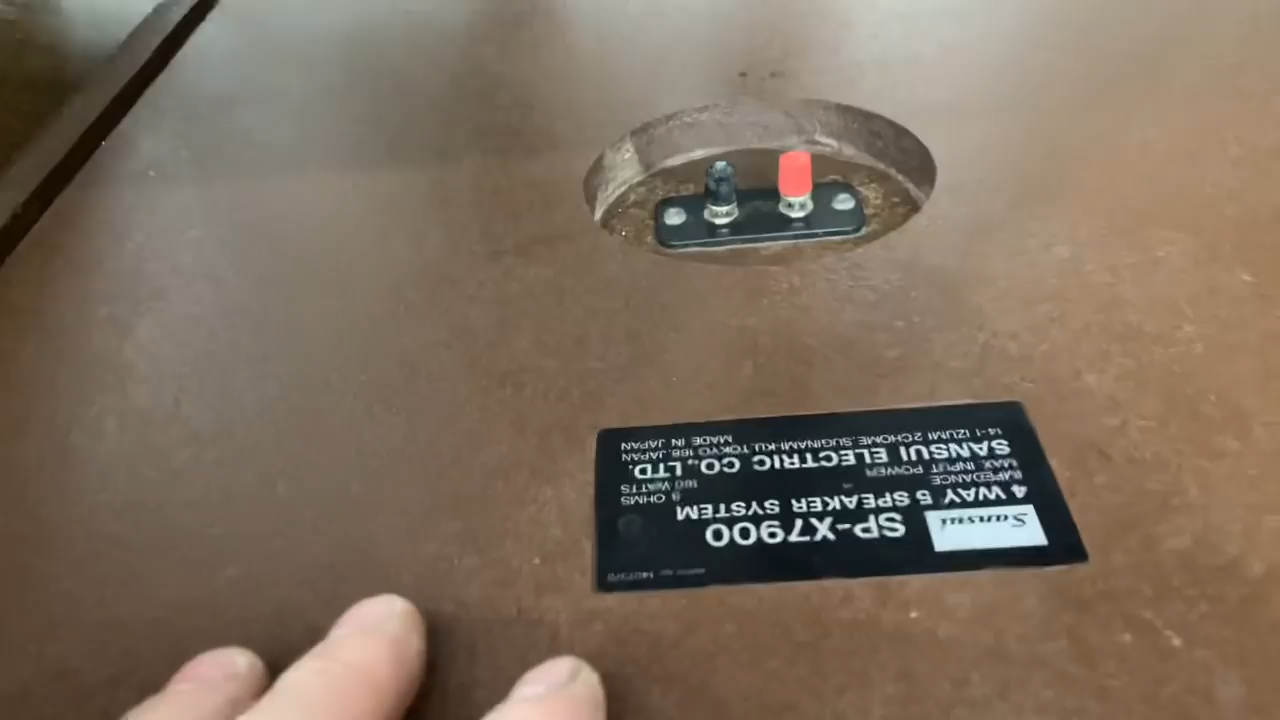 Sansui
SP-X7900
4 WAY 5 SPEAKER SYSTEM
IMPEDANCE 8 OHMS
MAX. INPUT POWER 160 WATTS
SANSUI ELECTRIC CO., LTD.
14-1 IZUMI 2CHOME, SUGINAMI-KU, TOKYO 168, JAPAN
MADE IN JAPAN